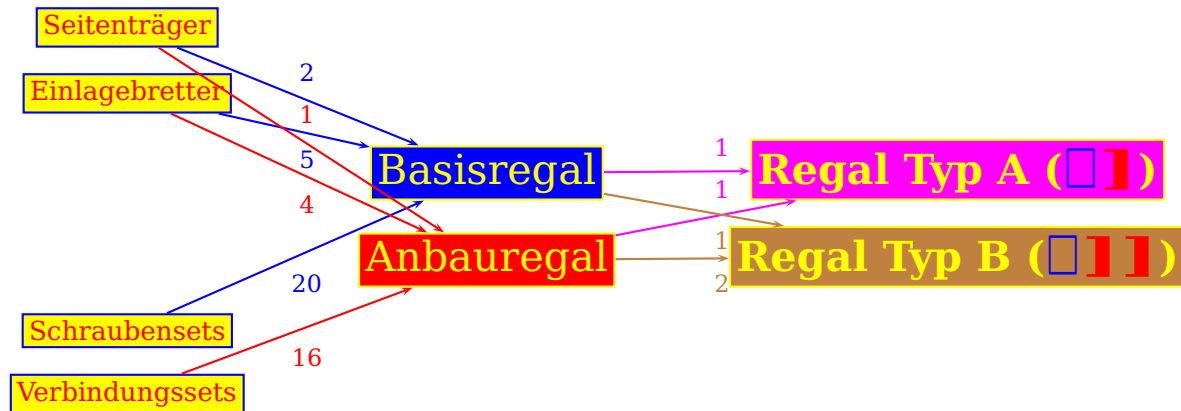 Seitenträger
Einlagebretter
Schraubensets
Verbindungssets
2
1
5
4
20
16
Basisregal
Anbauregal
1
1
1
2
Regal Typ A ( )
Regal Typ B ( )